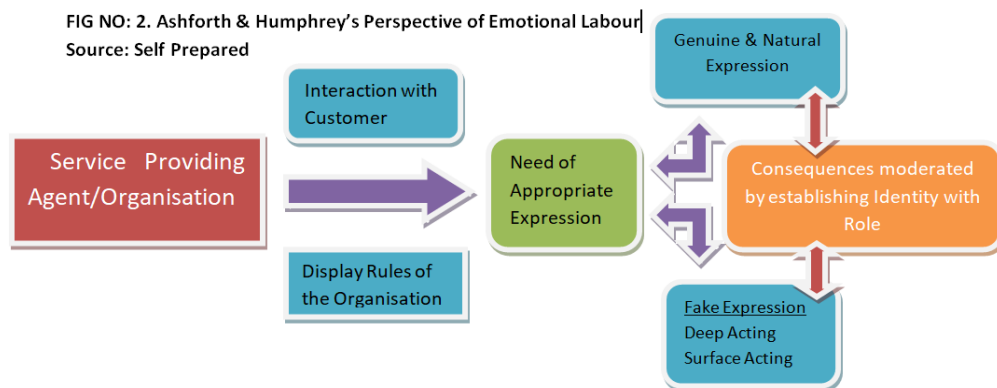 FIG NO: 2. Ashforth & Humphrey's Perspective of Emotional Labour
Source: Self Prepared
Service Providing
Agent/Organisation
Interaction with
Customer
Display Rules of
the Organisation
Need of
Appropriate
Expression
Genuine & Natural
Expression
Consequences moderated
by establishing Identity with
Role
Fake Expression
Deep Acting
Surface Acting